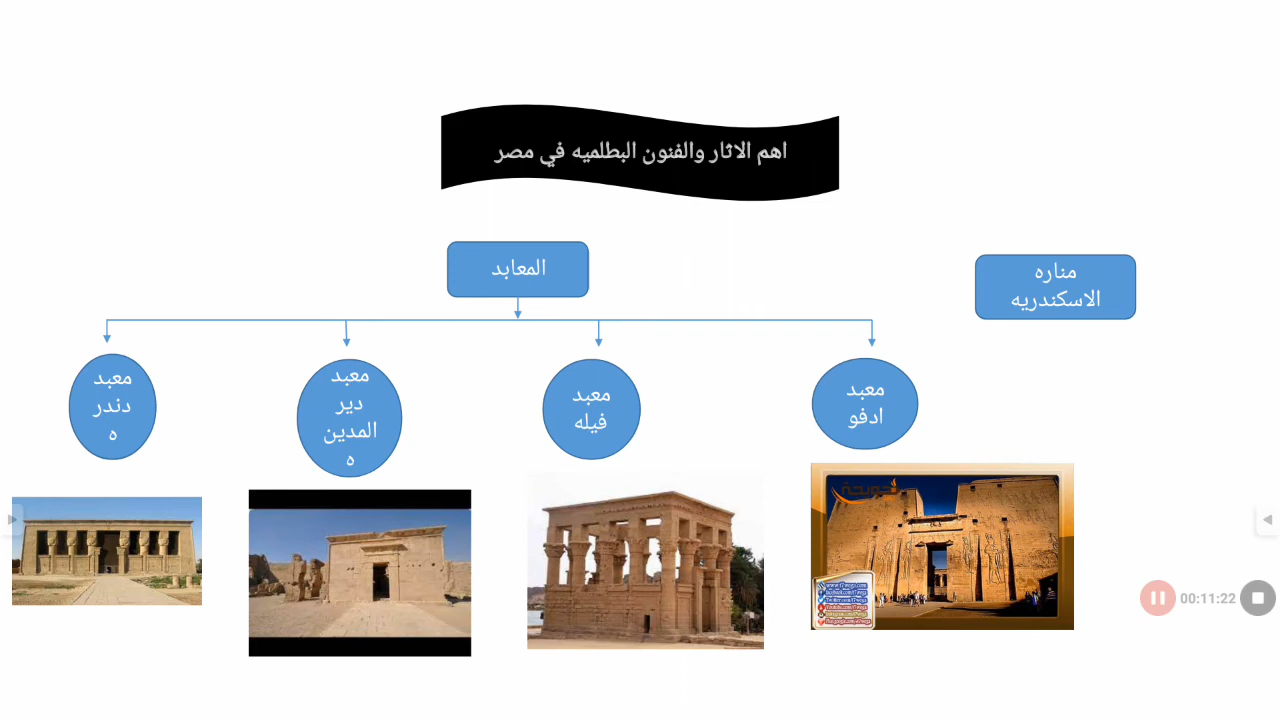 اهم الاثار والفنون البطلميه في مصر
المعابد
مناره
الاسكندريه
معبد
ادفو
معبد
فيله
معبد
دير
المدين
ه
معبد
دندر
ه
00:11:22